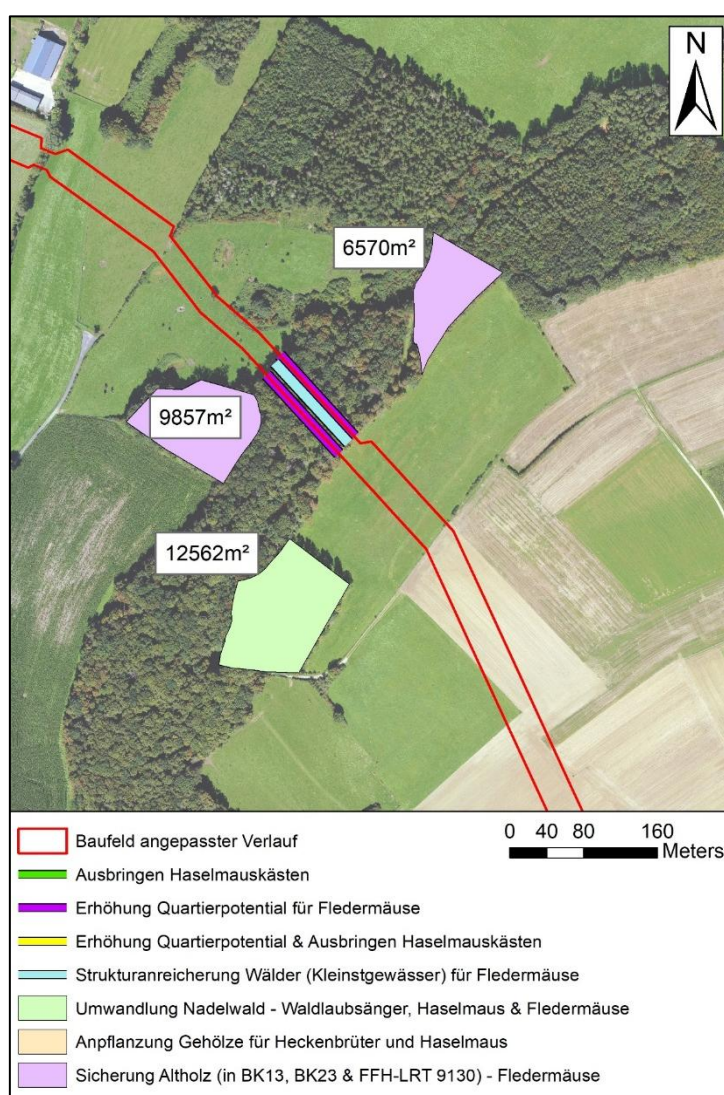 N
6570m²
9857m²
12562m²
Baufeld angepasster Verlauf
0 40 80 160
Meters
Ausbringen Haselmauskästen
Erhöhung Quartierpotential für Fledermäuse
Erhöhung Quartierpotential & Ausbringen Haselmauskästen
Strukturanreicherung Wälder (Kleinstgewässer) für Fledermäuse
Umwandlung Nadelwald - Waldlaubsänger, Haselmaus & Fledermäuse
Anpflanzung Gehölze für Heckenbrüter und Haselmaus
Sicherung Altholz (in BK13, BK23 & FFH-LRT 9130) - Fledermäuse